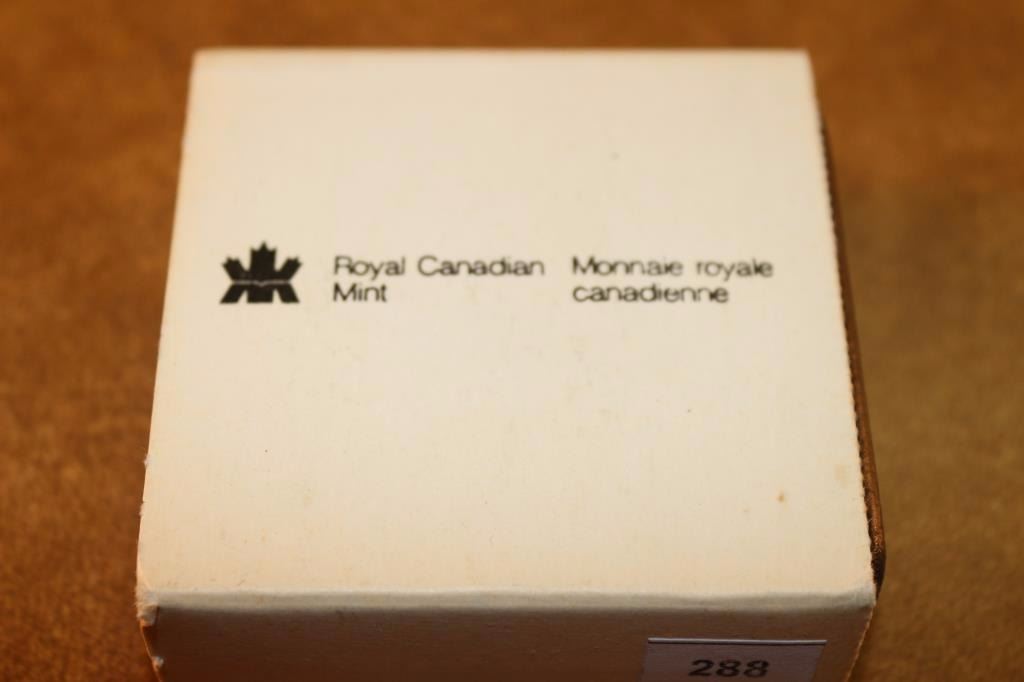 Royal Canadian
Mint
Monnaie royale
canadienne
288